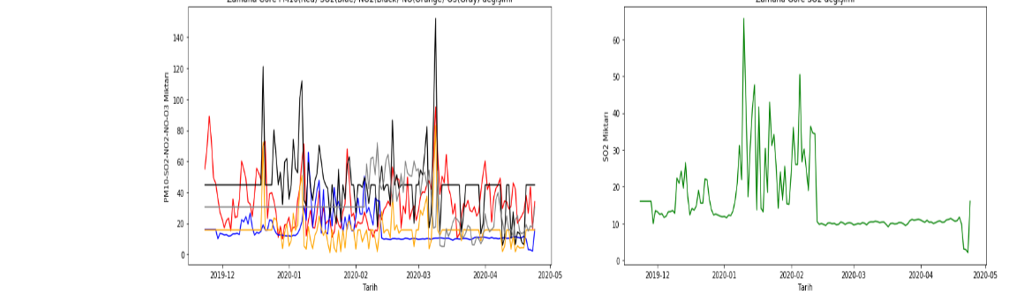 Zamana Göre PM10(Red)/ SO2(Blue)/ NO2(Black)/ NO(Orange)/ O3(Gray) değişimi
PM10-SO2-NO2-NO-O3 Miktarı
140
120
100
80
60
40
20
0
2019-12 2020-01 2020-02 2020-03 2020-04 2020-05
Tarih
Zamana Göre SO2 değişimi
SO2 Miktarı
60
50
40
30
20
10
0
2019-12 2020-01 2020-02 2020-03 2020-04 2020-05
Tarih